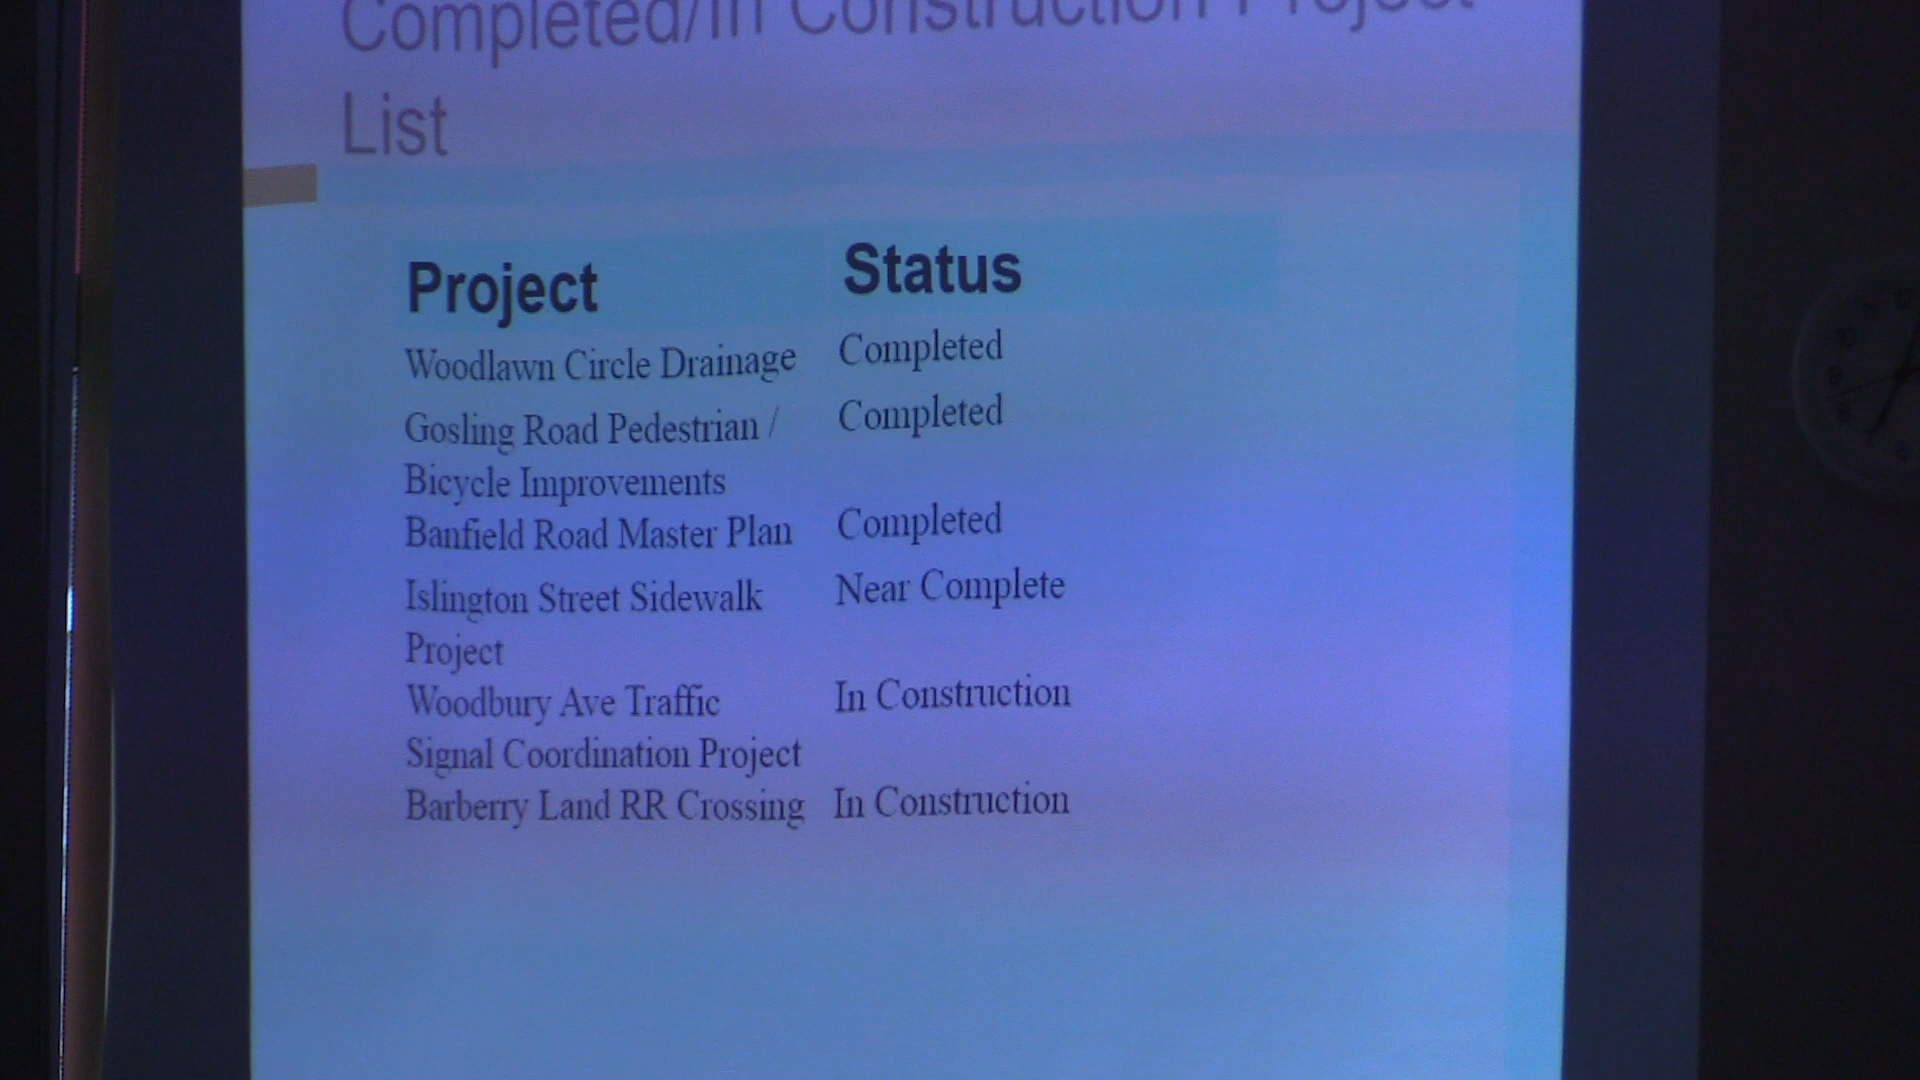 Completed/In Construction Project
List
Project Status
Woodlawn Circle Drainage Completed
Gosling Road Pedestrian / Completed
Bicycle Improvements
Banfield Road Master Plan Completed
Islington Street Sidewalk Near Complete
Project
Woodbury Ave Traffic In Construction
Signal Coordination Project
Barberry Land RR Crossing In Construction